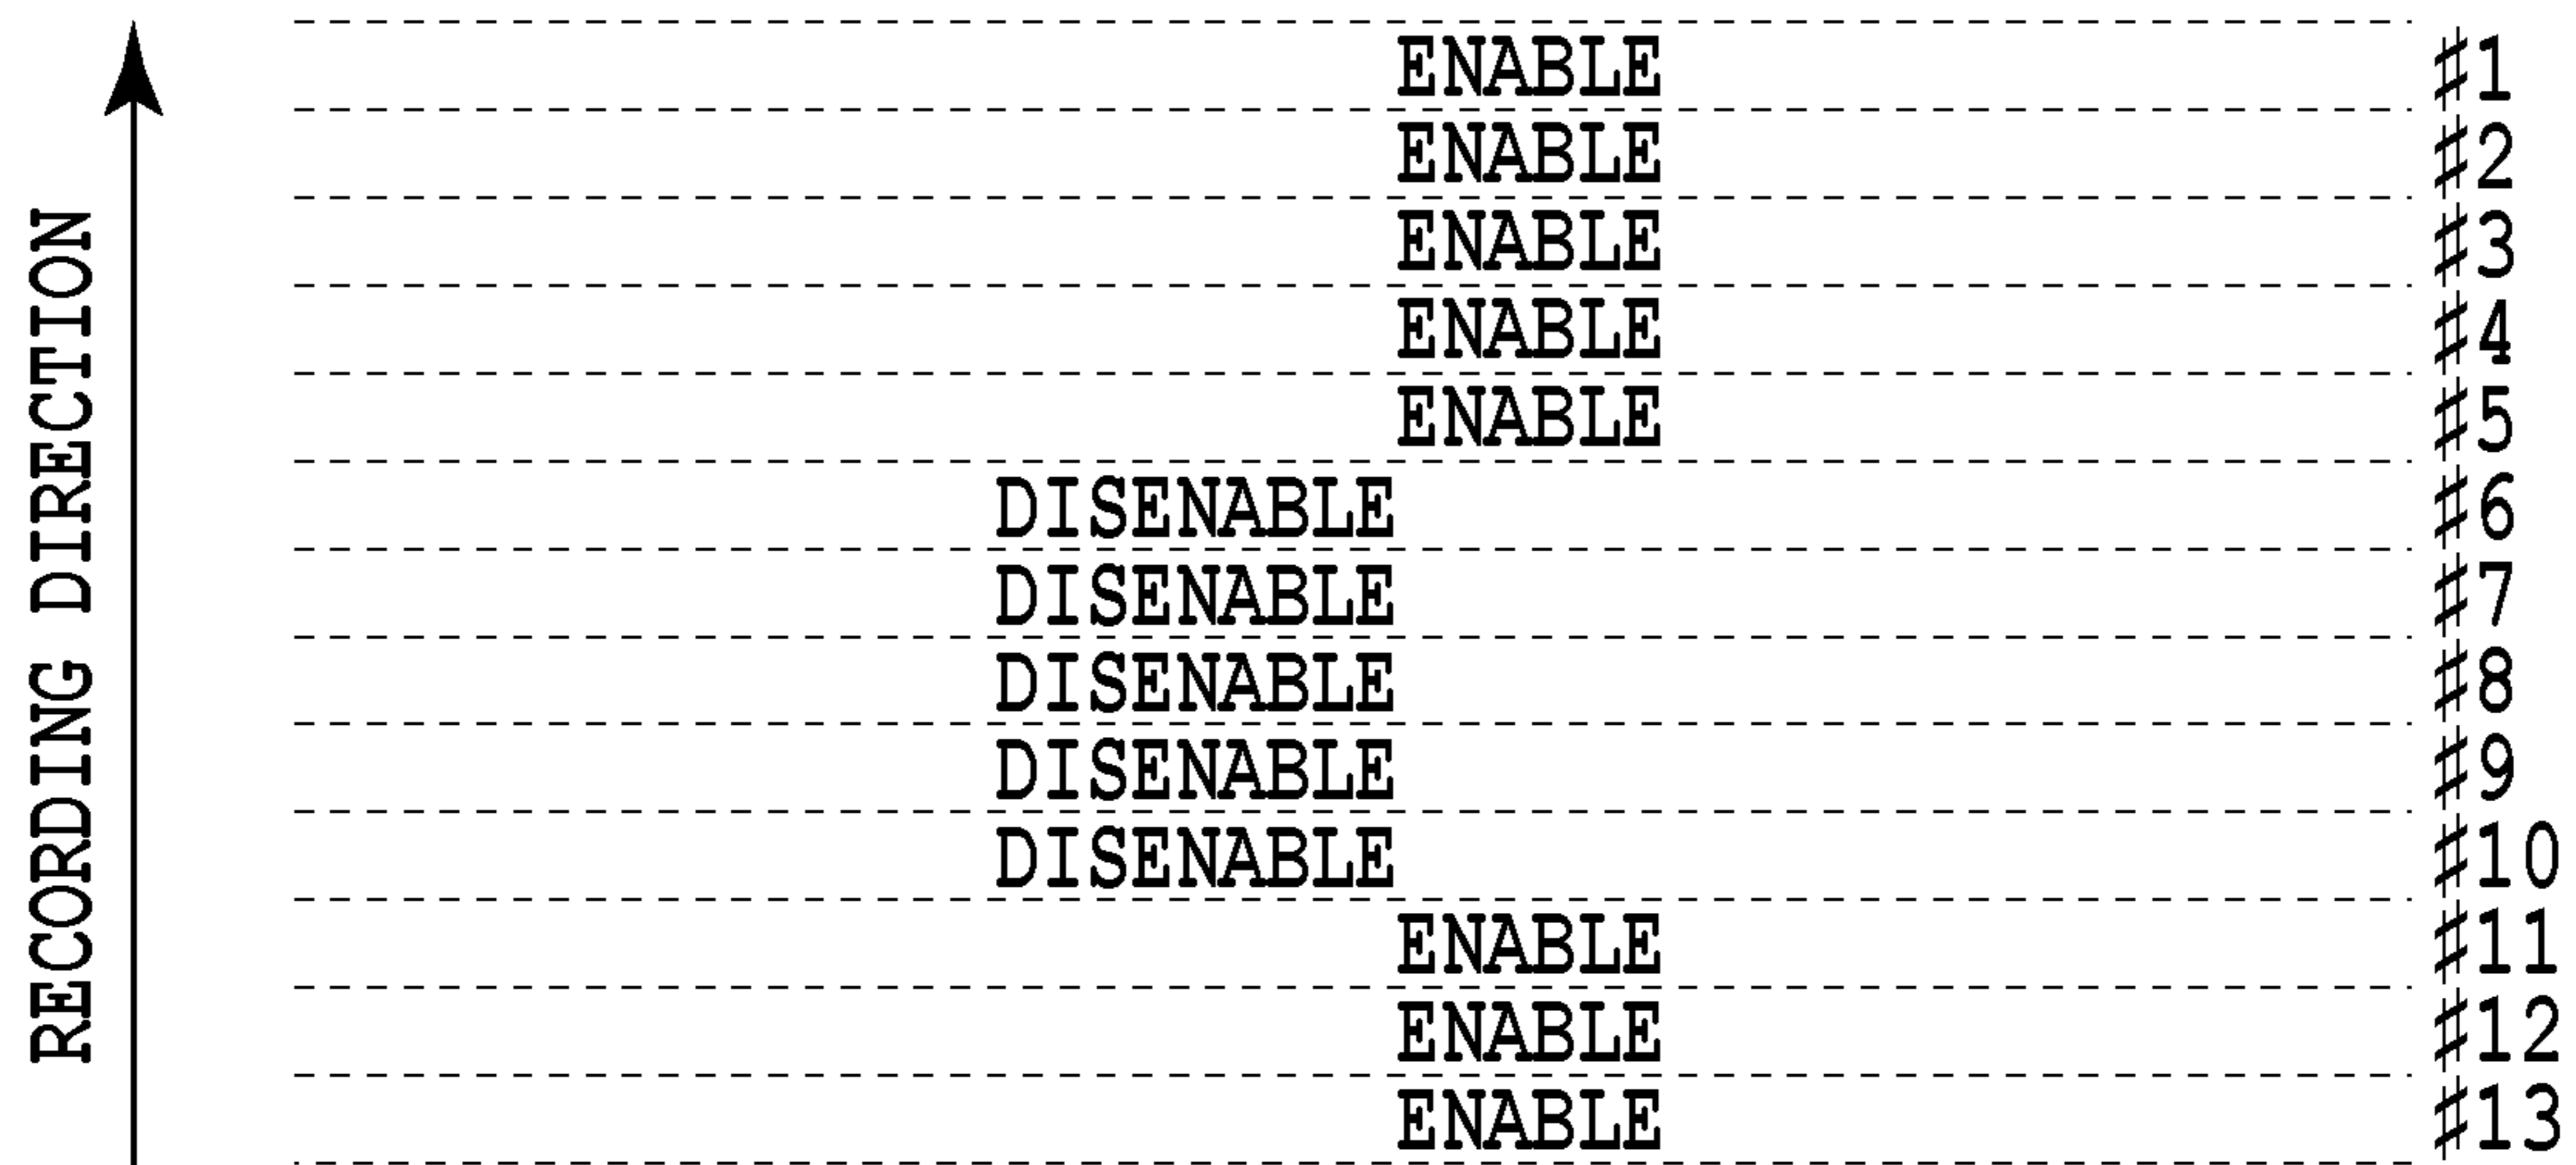 RECORDING DIRECTION
ENABLE #1
ENABLE #2
ENABLE #3
ENABLE #4
ENABLE #5
DISENABLE #6
DISENABLE #7
DISENABLE #8
DISENABLE #9
DISENABLE #10
ENABLE #11
ENABLE #12
ENABLE #13